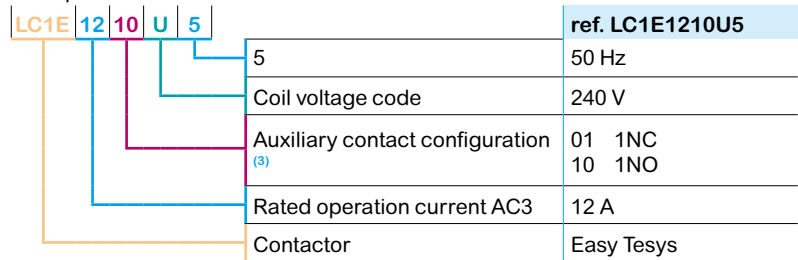 LC1E 12 10 U 5
ref. LC1E1210U5
5 50 Hz
Coil voltage code 240 V
Auxiliary contact configuration 01 1NC
(3) 10 1NO
Rated operation current AC3 12 A
Contactor Easy Tesys